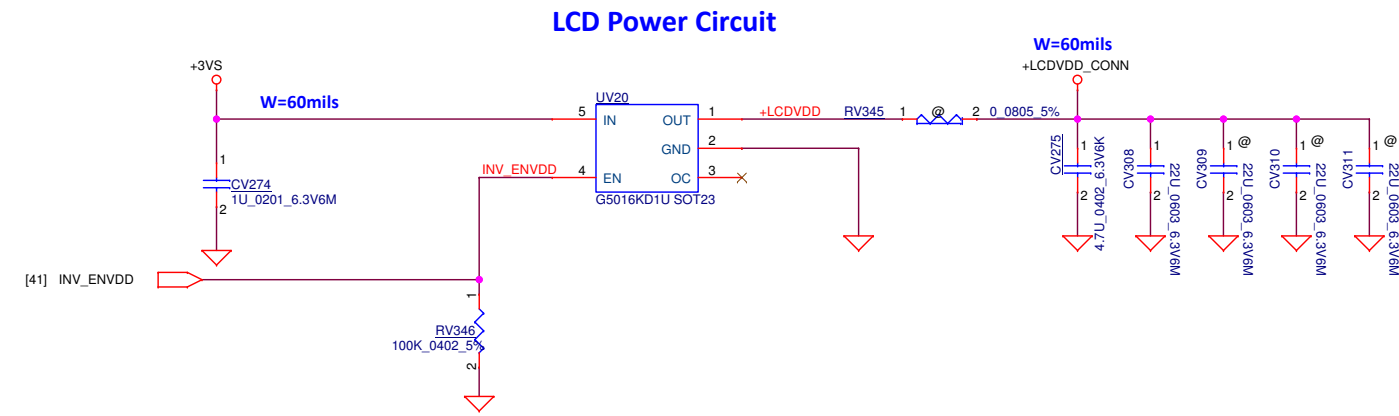 LCD Power Circuit
W=60mils
+3VS
+LCDVDD_CONN
W=60mils
UV20
5 IN OUT 1
+LCDVDD
RV345
1 @ 2
0_0805_5%
GND 2
INV_ENVDD
4 EN OC 3
G5016KD1U SOT23
1
CV274
1U_0201_6.3V6M
2
1
CV275
2
4.7U_0402_6.3V6K
1
CV308
2
22U_0603_6.3V6M
1 @
CV309
2
22U_0603_6.3V6M
1 @
CV310
2
22U_0603_6.3V6M
1 @
CV311
2
22U_0603_6.3V6M
[41] INV_ENVDD
1
RV346
100K_0402_5%
2